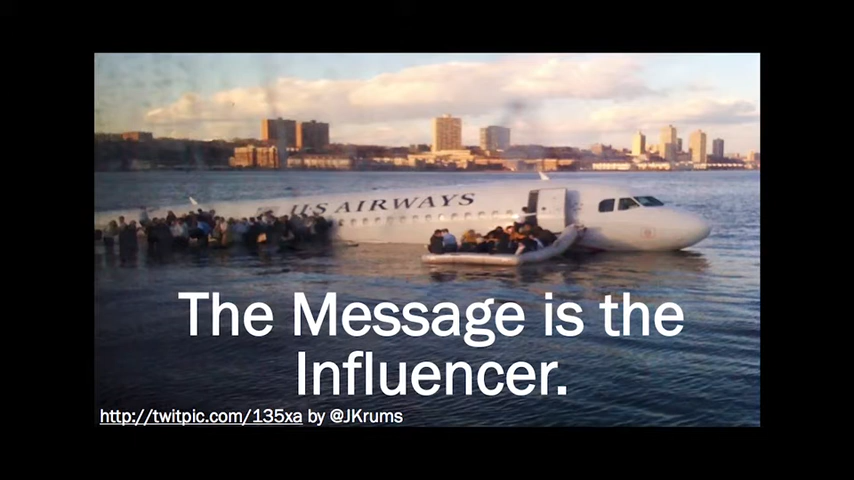 US AIRWAYS
The Message is the
Influencer.
http://twitpic.com/135xa by @JKrums